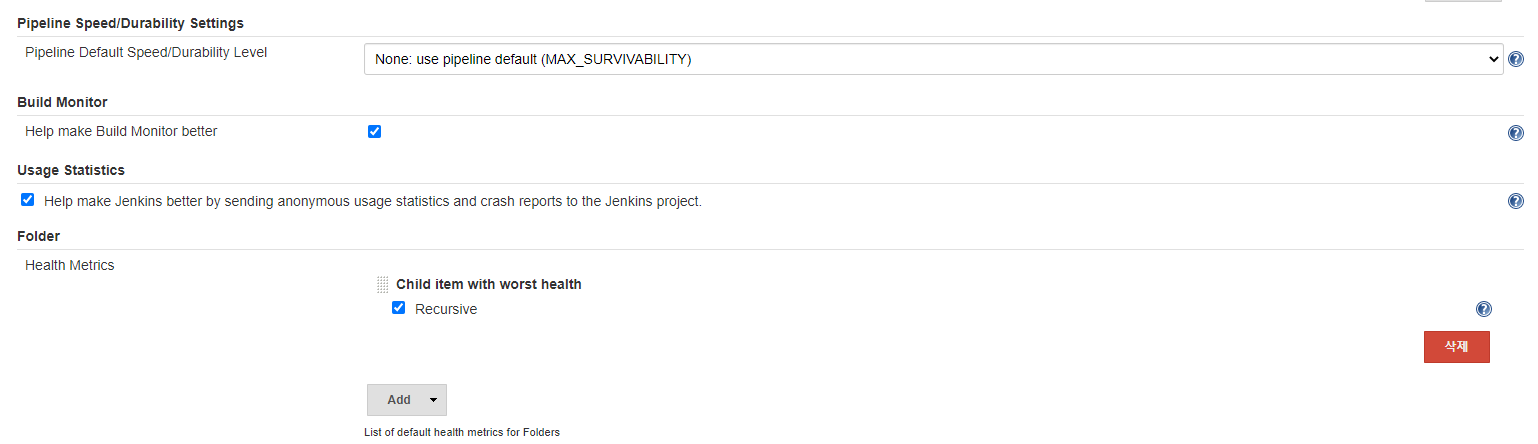 Pipeline Speed/Durability Settings
Pipeline Default Speed/Durability Level
None: use pipeline default (MAX_SURVIVABILITY)
Build Monitor
Help make Build Monitor better
Usage Statistics
Help make Jenkins better by sending anonymous usage statistics and crash reports to the Jenkins project.
Folder
Health Metrics
Child item with worst health
Recursive
삭제
Add
List of default health metrics for Folders